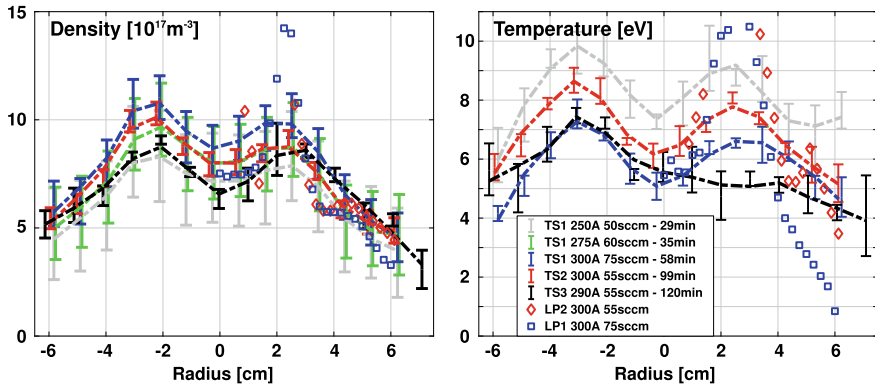 Density [10¹⁷m⁻³]
15
10
5
0
-6 -4 -2 0 2 4 6
Radius [cm]
Temperature [eV]
10
8
6
4
2
0
-6 -4 -2 0 2 4 6
Radius [cm]
TS1 250A 50sccm - 29min
TS1 275A 60sccm - 35min
TS1 300A 75sccm - 58min
TS2 300A 55sccm - 99min
TS3 290A 55sccm - 120min
LP2 300A 55sccm
LP1 300A 75sccm